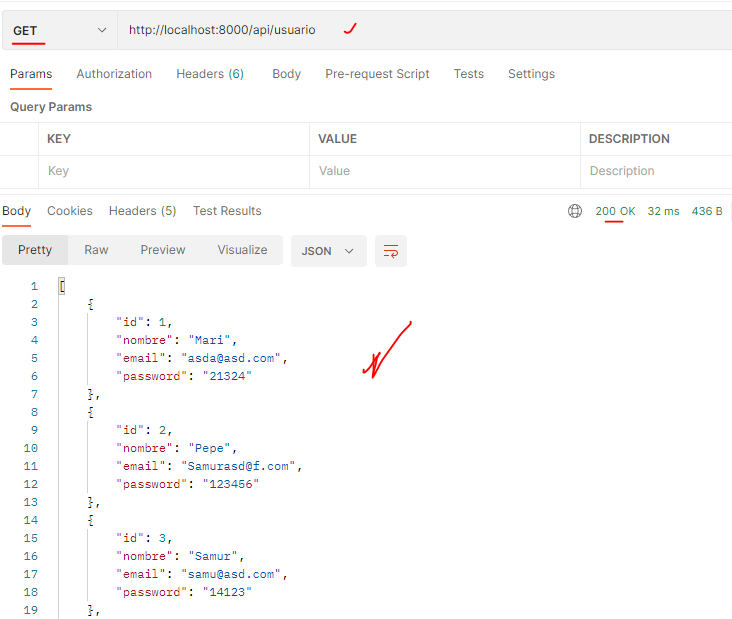 GET http://localhost:8000/api/usuario
Params Authorization Headers (6) Body Pre-request Script Tests Settings
Query Params
KEY VALUE DESCRIPTION
Key Value Description
Body Cookies Headers (5) Test Results 200 OK 32 ms 436 B
Pretty Raw Preview Visualize JSON
1 [
2 {
3 "id": 1,
4 "nombre": "Mari",
5 "email": "asda@asd.com",
6 "password": "21324"
7 },
8 {
9 "id": 2,
10 "nombre": "Pepe",
11 "email": "Samurasd@f.com",
12 "password": "123456"
13 },
14 {
15 "id": 3,
16 "nombre": "Samur",
17 "email": "samu@asd.com",
18 "password": "14123"
19 },